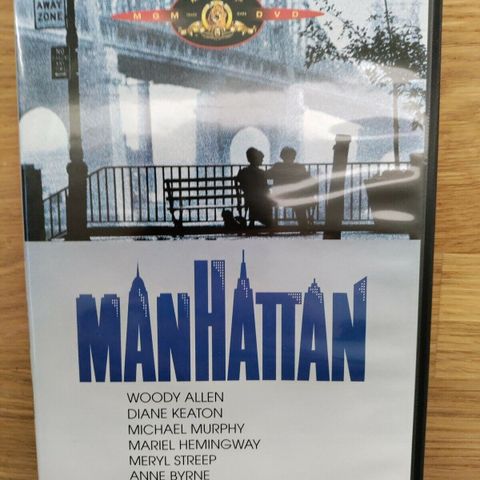 AWAY
ZONE
MGM DVD
MANHATTAN
WOODY ALLEN
DIANE KEATON
MICHAEL MURPHY
MARIEL HEMINGWAY
MERYL STREEP
ANNE BYRNE